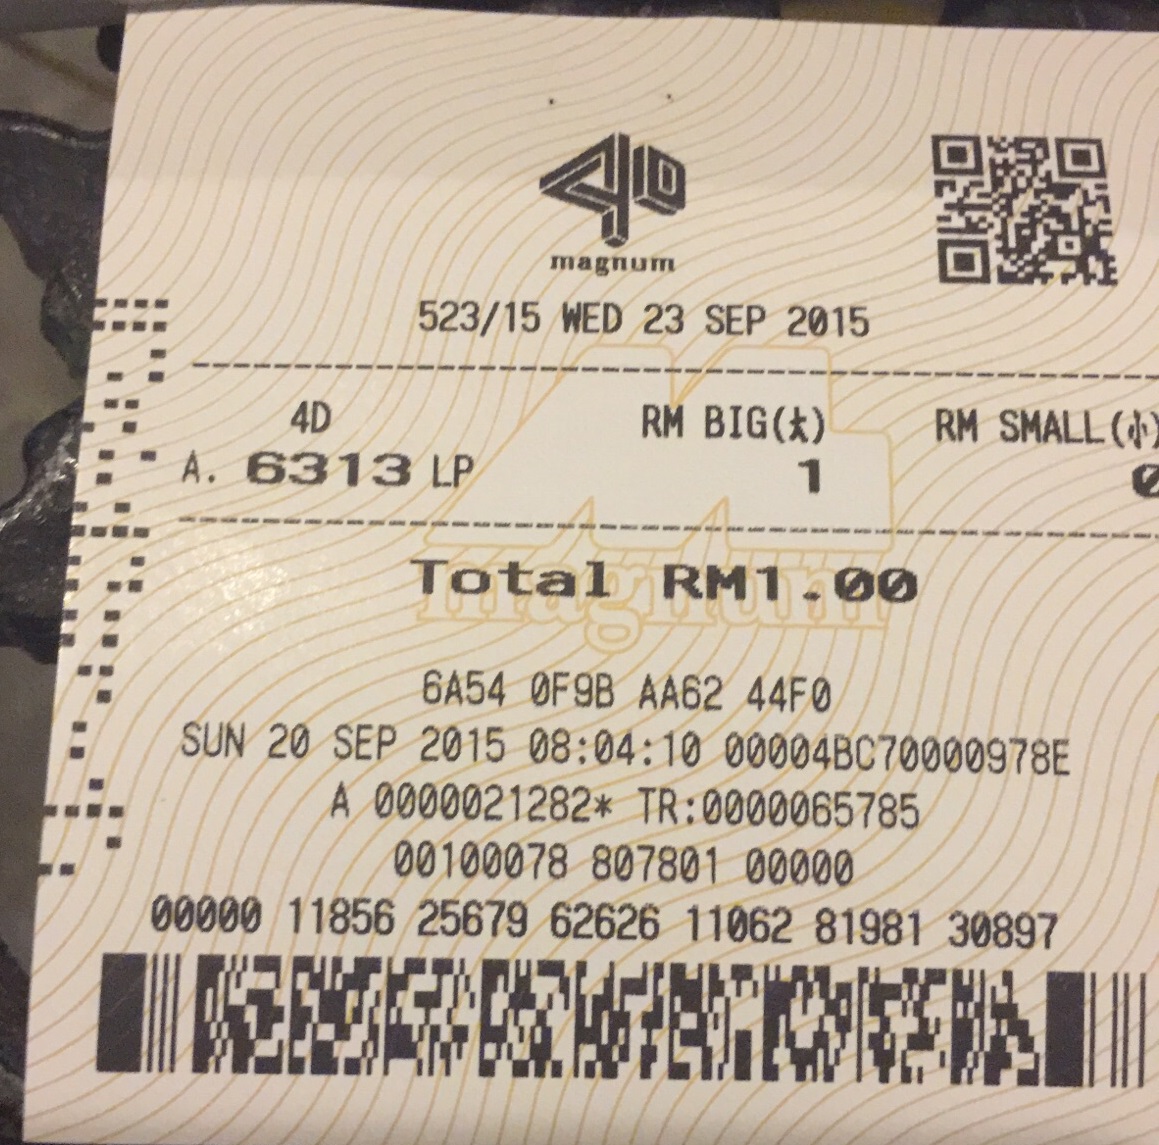 4D
magnum
523/15 WED 23 SEP 2015
4D RM BIG(大) RM SMALL(小)
A. 6313 LP 1 0
Total RM1.00
magnum
6A54 0F9B AA62 44F0
SUN 20 SEP 2015 08:04:10 00004BC70000978E
A 0000021282* TR:0000065785
00100078 807801 00000
00000 11856 25679 62626 11062 81981 30897